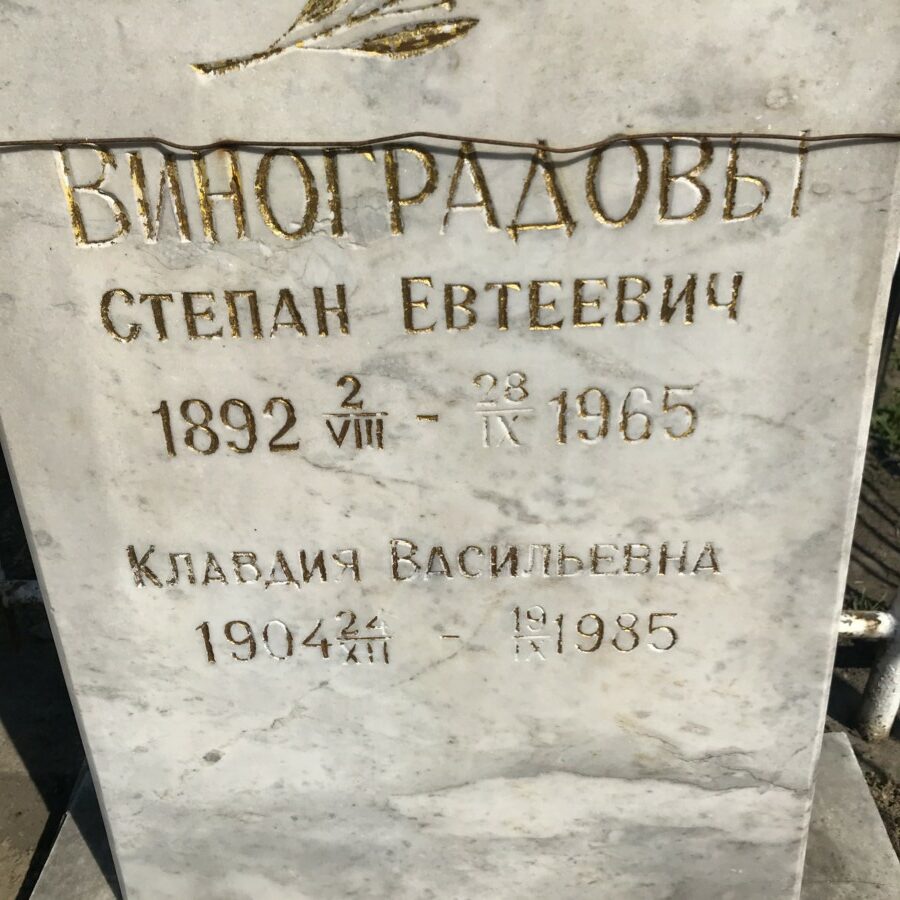 ВИНОГРАДОВЫ
СТЕПАН ЕВТЕЕВИЧ
1892 2/VIII - 28/IX 1965
КЛАВДИЯ ВАСИЛЬЕВНА
1904 24/XII - 19/IX 1985